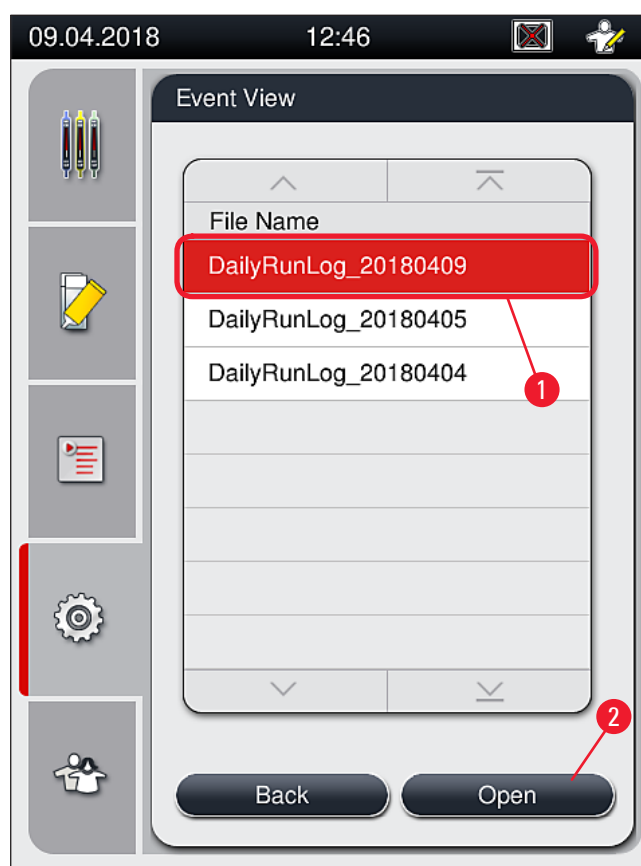 09.04.2018 12:46
Event View
File Name
DailyRunLog_20180409
DailyRunLog_20180405
DailyRunLog_20180404
1
2
Back Open